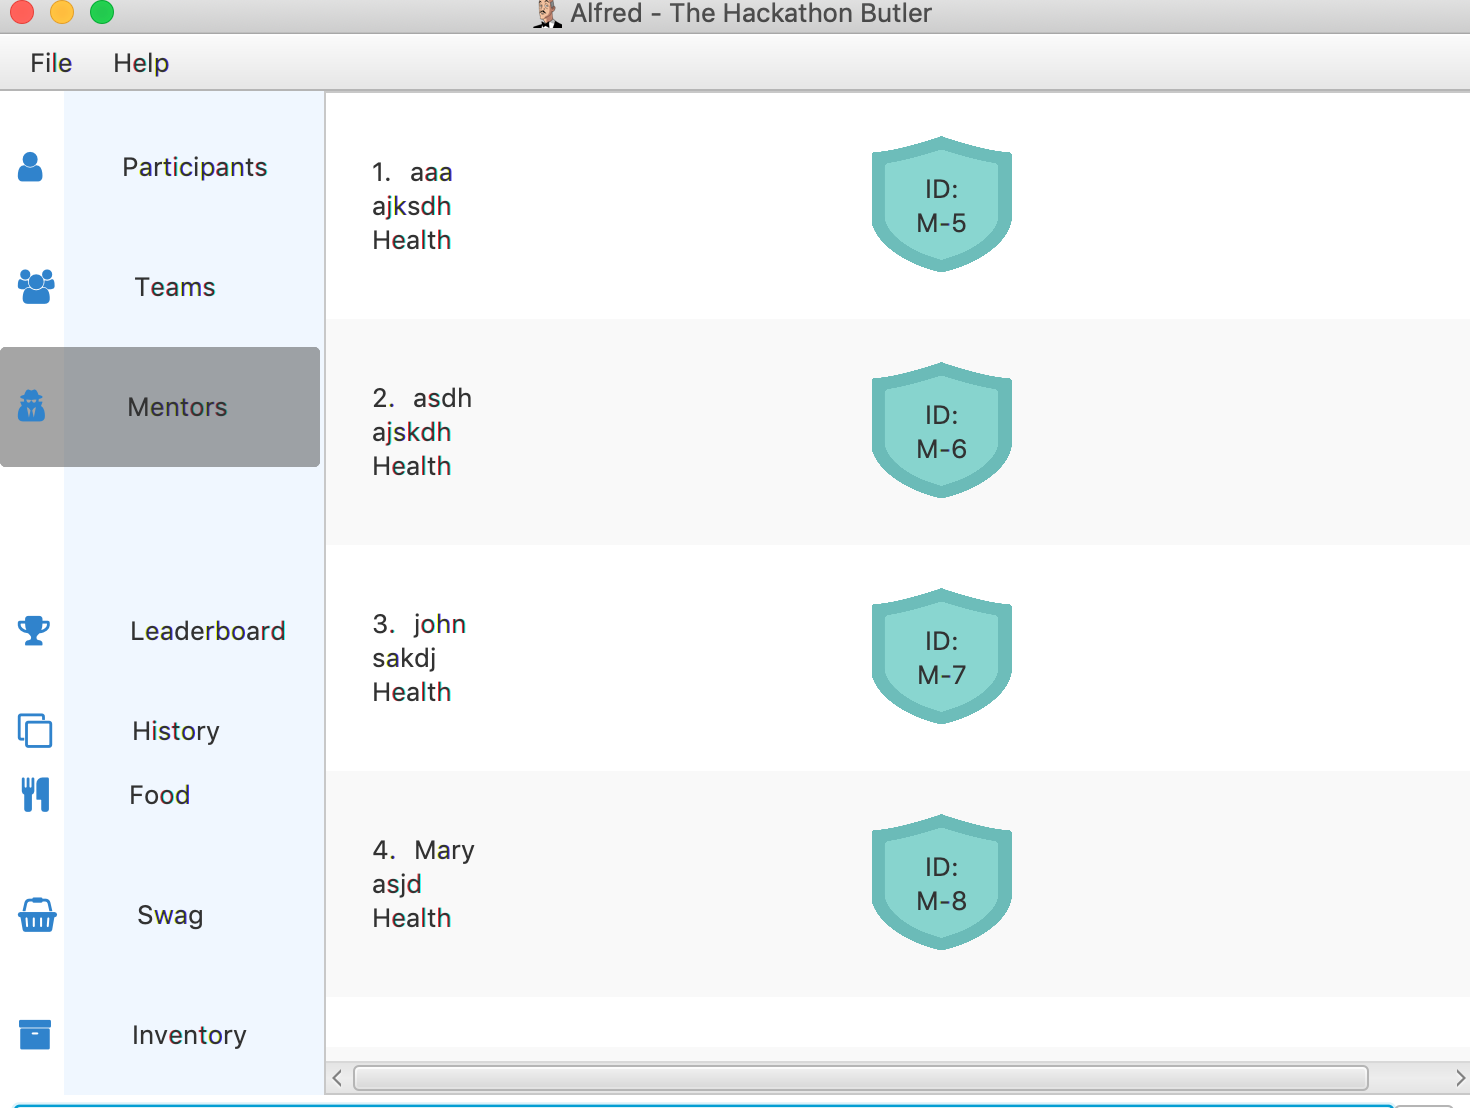 Alfred - The Hackathon Butler
File Help
Participants
Teams
Mentors
Leaderboard
History
Food
Swag
Inventory
1. aaa
ajksdh
Health
ID:
M-5
2. asdh
ajskdh
Health
ID:
M-6
3. john
sakdj
Health
ID:
M-7
4. Mary
asjd
Health
ID:
M-8